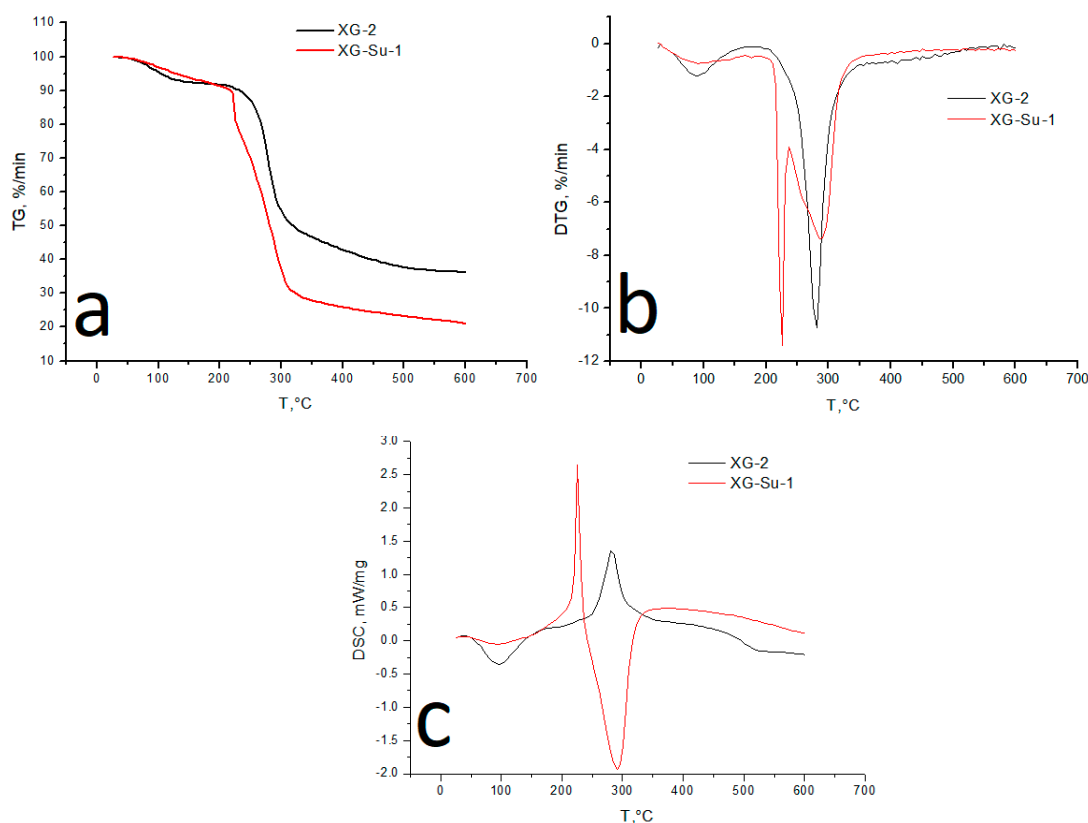 110
100
90
80
70
60
50
40
30
20
10
TG, %/min
XG-2
XG-Su-1
a
0 100 200 300 400 500 600 700
T,°C
0
-2
-4
-6
-8
-10
-12
DTG, %/min
XG-2
XG-Su-1
b
0 100 200 300 400 500 600 700
T,°C
3.0
2.5
2.0
1.5
1.0
0.5
0.0
-0.5
-1.0
-1.5
-2.0
DSC, mW/mg
XG-2
XG-Su-1
c
0 100 200 300 400 500 600 700
T,°C